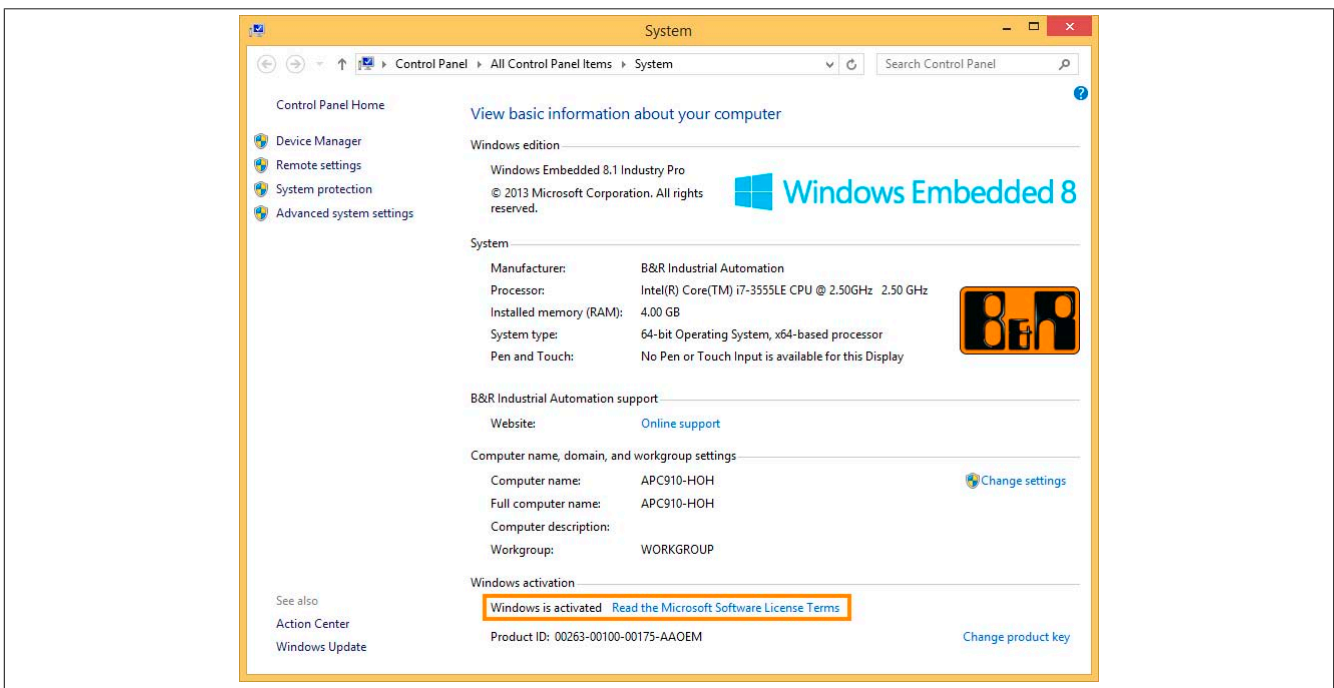 System
Control Panel All Control Panel Items System
Search Control Panel
Control Panel Home
Device Manager
Remote settings
System protection
Advanced system settings
View basic information about your computer
Windows edition
Windows Embedded 8.1 Industry Pro
© 2013 Microsoft Corporation. All rights
reserved.
Windows Embedded 8
System
Manufacturer: B&R Industrial Automation
Processor: Intel(R) Core(TM) i7-3555LE CPU @ 2.50GHz 2.50 GHz
Installed memory (RAM): 4.00 GB
System type: 64-bit Operating System, x64-based processor
Pen and Touch: No Pen or Touch Input is available for this Display
B&R
B&R Industrial Automation support
Website: Online support
Computer name, domain, and workgroup settings
Computer name: APC910-HOH
Change settings
Full computer name: APC910-HOH
Computer description:
Workgroup: WORKGROUP
Windows activation
Windows is activated Read the Microsoft Software License Terms
Product ID: 00263-00100-00175-AAOEM
Change product key
See also
Action Center
Windows Update